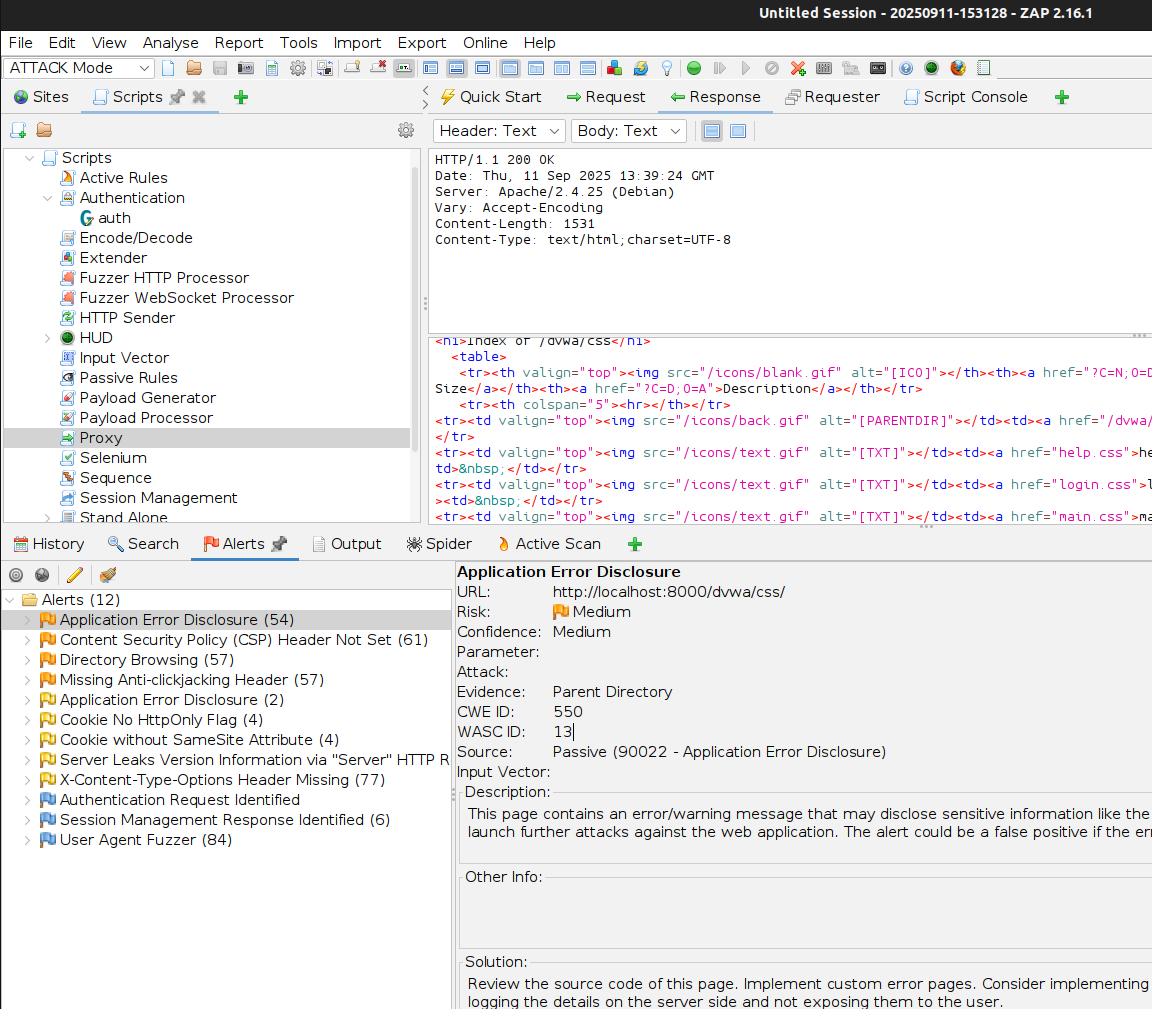 Untitled Session - 20250911-153128 - ZAP 2.16.1
File Edit View Analyse Report Tools Import Export Online Help
ATTACK Mode
Sites Scripts
Quick Start Request Response Requester Script Console
Header: Text Body: Text
Scripts
Active Rules
Authentication
auth
Encode/Decode
Extender
Fuzzer HTTP Processor
Fuzzer WebSocket Processor
HTTP Sender
HUD
Input Vector
Passive Rules
Payload Generator
Payload Processor
Proxy
Selenium
Sequence
Session Management
Stand Alone
HTTP/1.1 200 OK
Date: Thu, 11 Sep 2025 13:39:24 GMT
Server: Apache/2.4.25 (Debian)
Vary: Accept-Encoding
Content-Length: 1531
Content-Type: text/html;charset=UTF-8
<h1>Index of /dvwa/css</h1>
<table>
<tr><th valign="top"><img src="/icons/blank.gif" alt="[ICO]"></th><th><a href="?C=N;O=D
Size</a></th><th><a href="?C=D;O=A">Description</a></th></tr>
<tr><th colspan="5"><hr></th></tr>
<tr><td valign="top"><img src="/icons/back.gif" alt="[PARENTDIR]"></td><td><a href="/dvwa/
</tr>
<tr><td valign="top"><img src="/icons/text.gif" alt="[TXT]"></td><td><a href="help.css">he
td>&nbsp;</td></tr>
<tr><td valign="top"><img src="/icons/text.gif" alt="[TXT]"></td><td><a href="login.css">l
><td>&nbsp;</td></tr>
<tr><td valign="top"><img src="/icons/text.gif" alt="[TXT]"></td><td><a href="main.css">ma
History Search Alerts Output Spider Active Scan
Alerts (12)
Application Error Disclosure (54)
Content Security Policy (CSP) Header Not Set (61)
Directory Browsing (57)
Missing Anti-clickjacking Header (57)
Application Error Disclosure (2)
Cookie No HttpOnly Flag (4)
Cookie without SameSite Attribute (4)
Server Leaks Version Information via "Server" HTTP R
X-Content-Type-Options Header Missing (77)
Authentication Request Identified
Session Management Response Identified (6)
User Agent Fuzzer (84)
Application Error Disclosure
URL: http://localhost:8000/dvwa/css/
Risk: Medium
Confidence: Medium
Parameter:
Attack:
Evidence: Parent Directory
CWE ID: 550
WASC ID: 13
Source: Passive (90022 - Application Error Disclosure)
Input Vector:
Description:
This page contains an error/warning message that may disclose sensitive information like the
launch further attacks against the web application. The alert could be a false positive if the err
Other Info:
Solution:
Review the source code of this page. Implement custom error pages. Consider implementing
logging the details on the server side and not exposing them to the user.